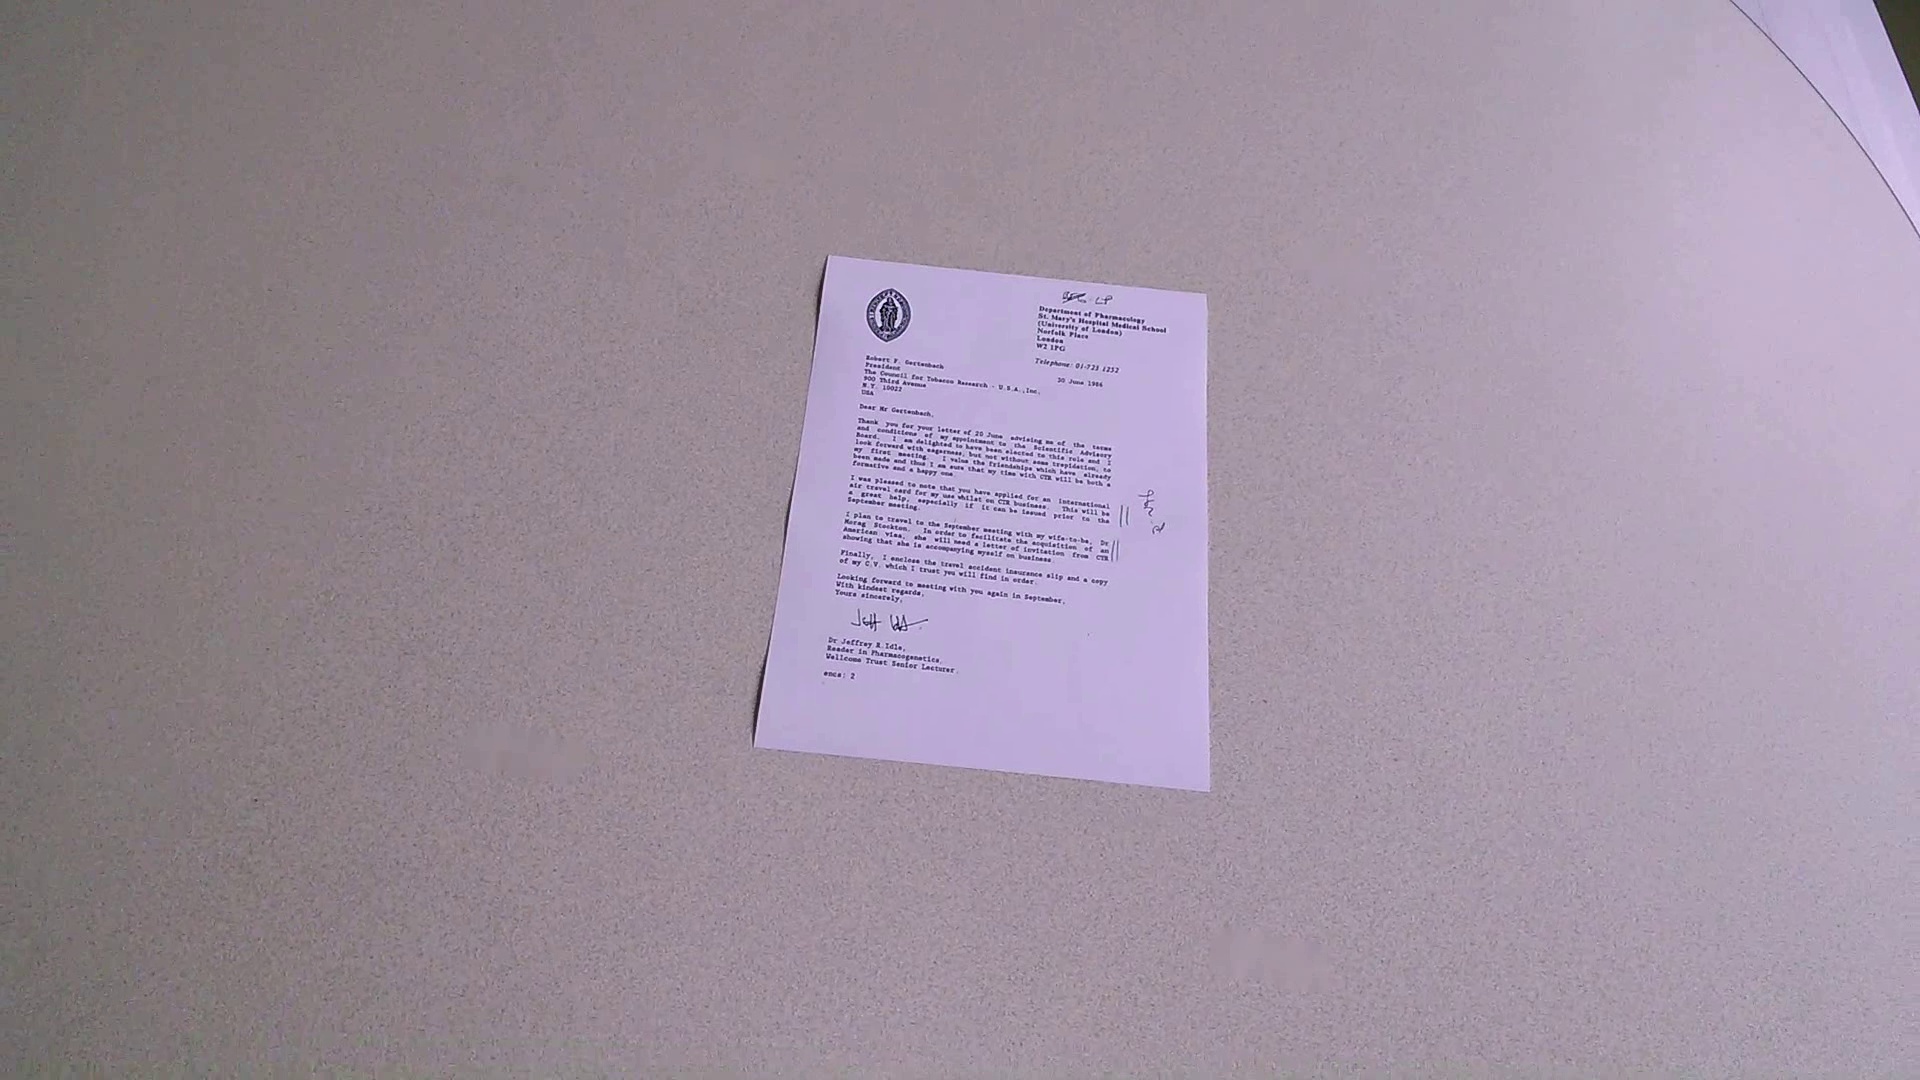 LP
Department of Pharmacology
St. Mary's Hospital Medical School
(University of London)
Norfolk Place
London
W2 1PG
Telephone: 01-723 1252
30 June 1986
Robert F. Gertenbach
President
The Council for Tobacco Research - U.S.A.,Inc.
900 Third Avenue
N.Y. 10022
USA
Dear Mr Gertenbach,
Thank you for your letter of 20 June advising me of the terms
and conditions of my appointment to the Scientific Advisory
Board. I am delighted to have been elected to this role and I
look forward with eagerness, but not without some trepidation, to
my first meeting. I value the friendships which have already
been made and thus I am sure that my time with CTR will be both a
formative and a happy one.
I was pleased to note that you have applied for an international
air travel card for my use whilst on CTR business. This will be
a great help, especially if it can be issued prior to the
September meeting.
I plan to travel to the September meeting with my wife-to-be, Dr
Morag Stockton. In order to facilitate the acquisition of an
American visa, she will need a letter of invitation from CTR
showing that she is accompanying myself on business.
Finally, I enclose the travel accident insurance slip and a copy
of my C.V. which I trust you will find in order.
Looking forward to meeting with you again in September,
With kindest regards,
Yours sincerely,
Dr Jeffrey R Idle,
Reader in Pharmacogenetics,
Wellcome Trust Senior Lecturer.
encs: 2